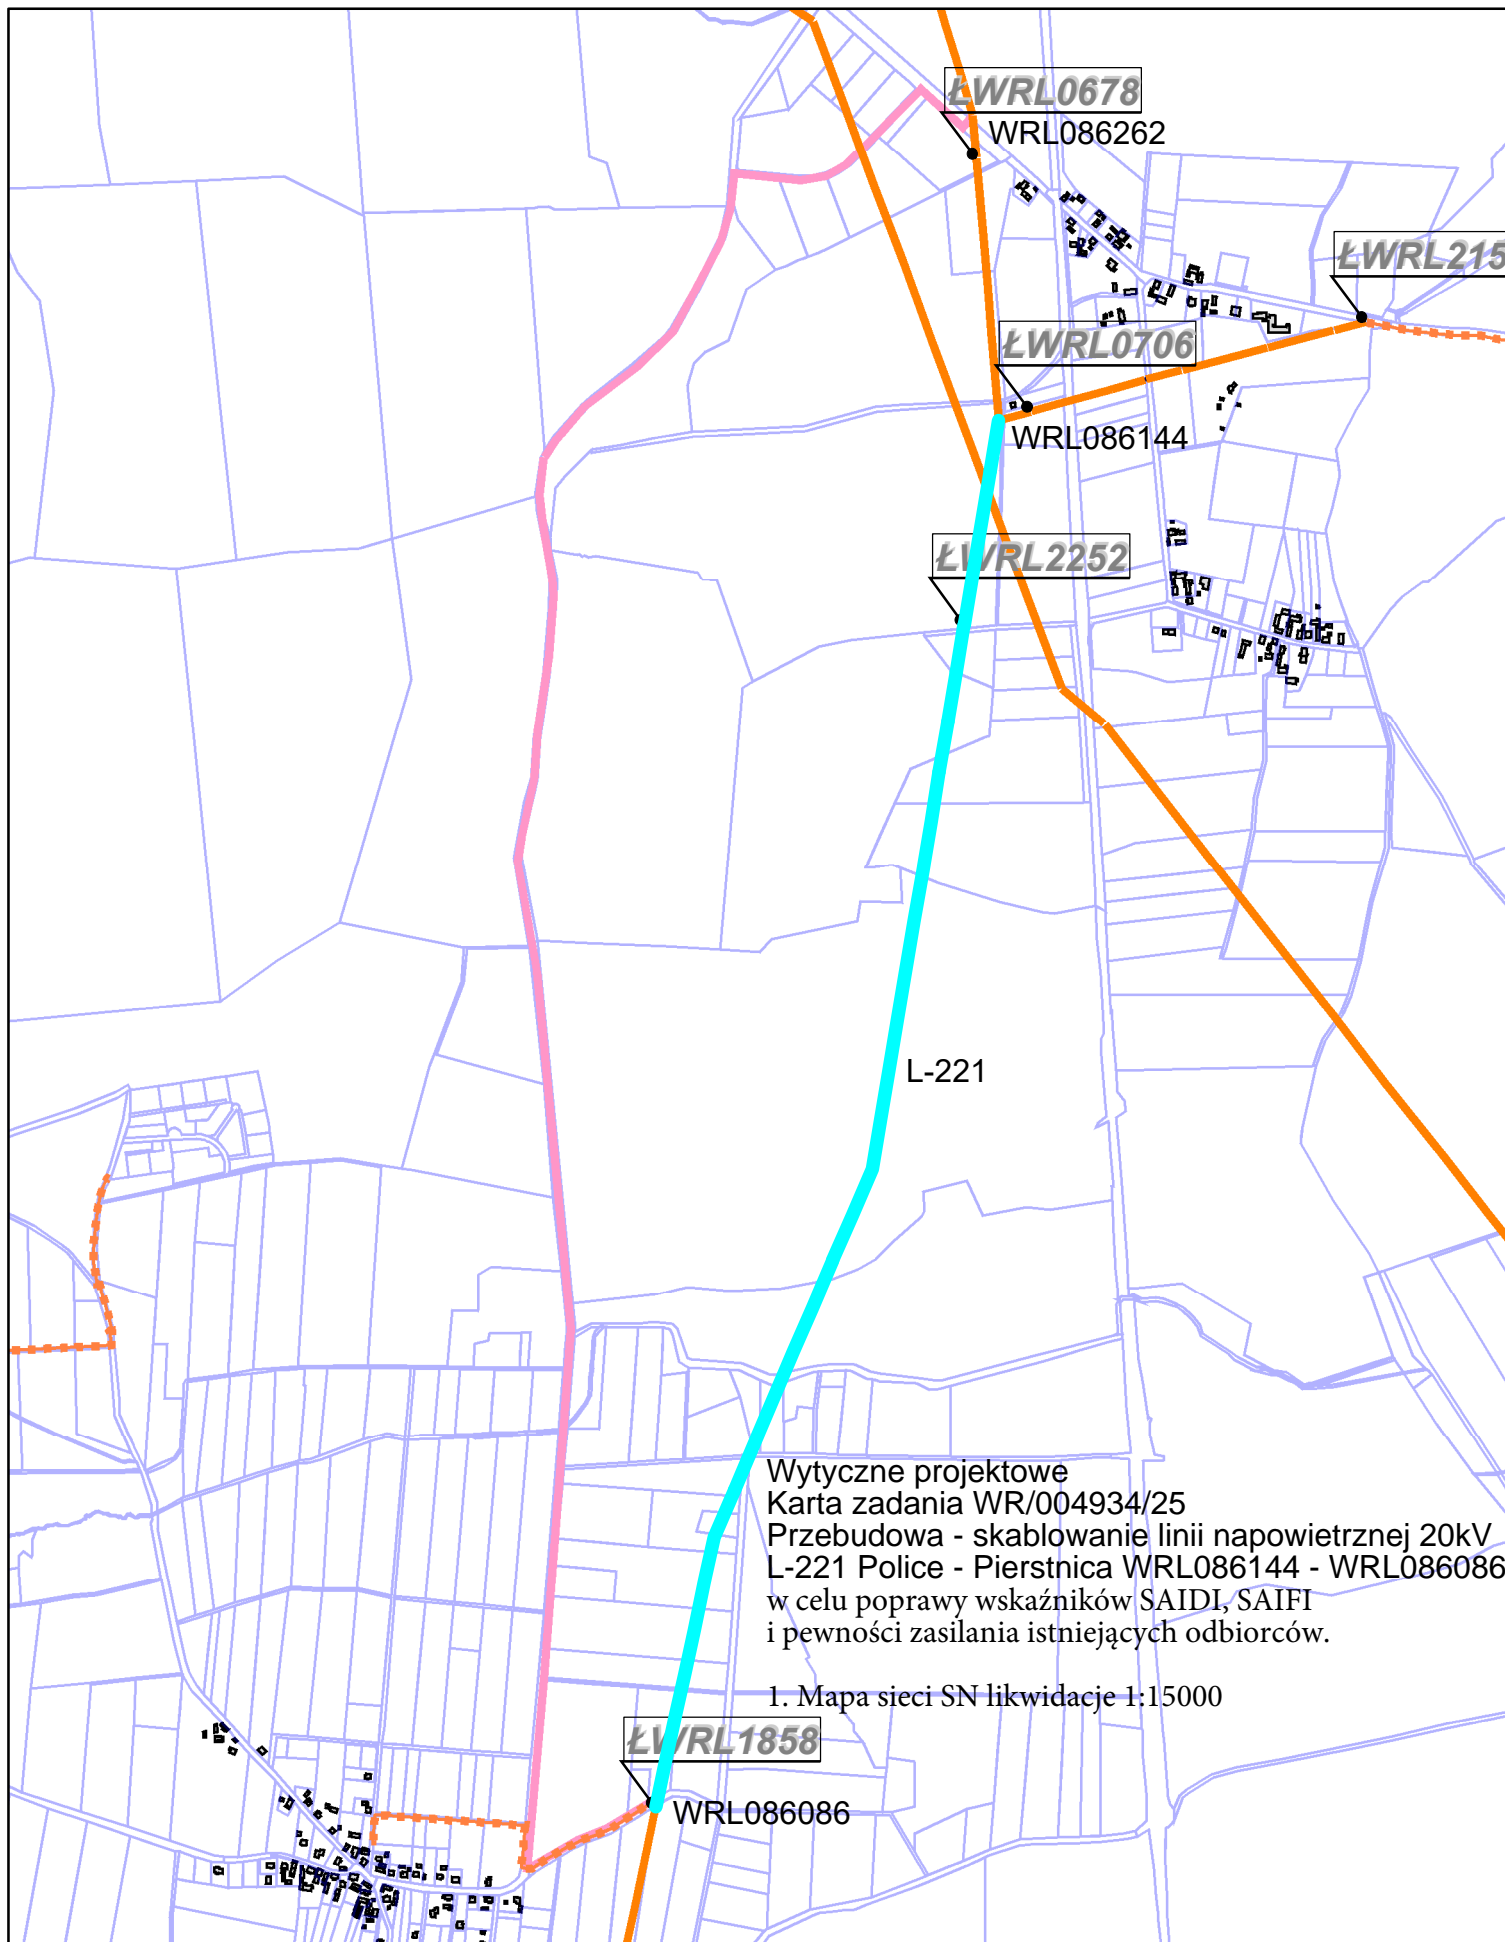 ŁWRL0678
WRL086262
ŁWRL215
ŁWRL0706
WRL086144
ŁWRL2252
L-221
Wytyczne projektowe
Karta zadania WR/004934/25
Przebudowa - skablowanie linii napowietrznej 20kV
L-221 Police - Pierstnica WRL086144 - WRL086086
w celu poprawy wskaźników SAIDI, SAIFI
i pewności zasilania istniejących odbiorców.
1. Mapa sieci SN likwidacje 1:15000
ŁWRL1858
WRL086086